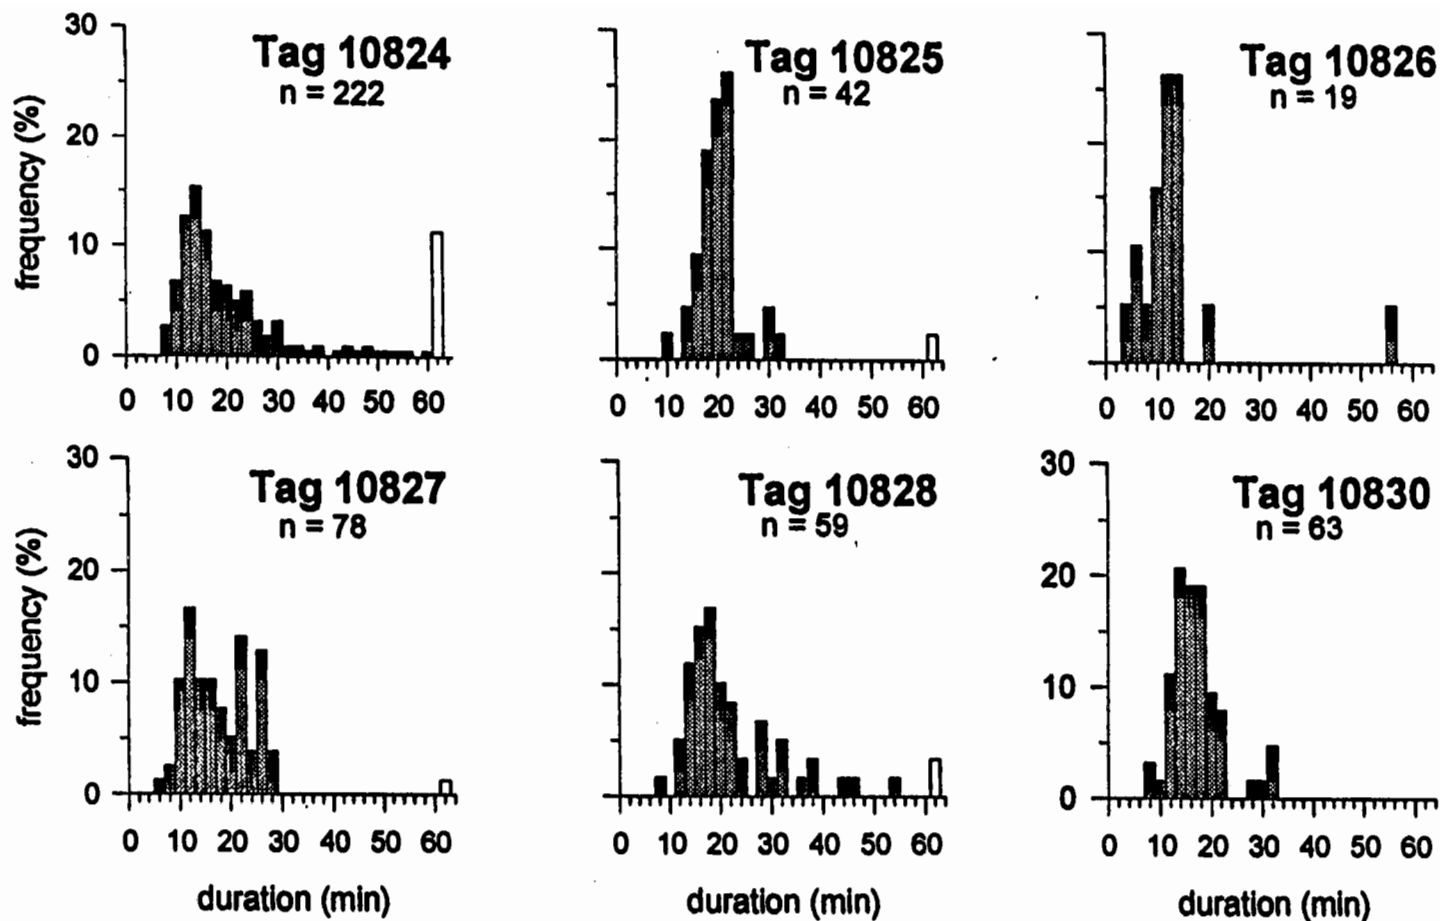 Tag 10824
n = 222
frequency (%)
30
20
10
0
0 10 20 30 40 50 60
Tag 10825
n = 42
0 10 20 30 40 50 60
Tag 10826
n = 19
0 10 20 30 40 50 60
Tag 10827
n = 78
frequency (%)
30
20
10
0
0 10 20 30 40 50 60
duration (min)
Tag 10828
n = 59
0 10 20 30 40 50 60
duration (min)
Tag 10830
n = 63
30
20
10
0
0 10 20 30 40 50 60
duration (min)